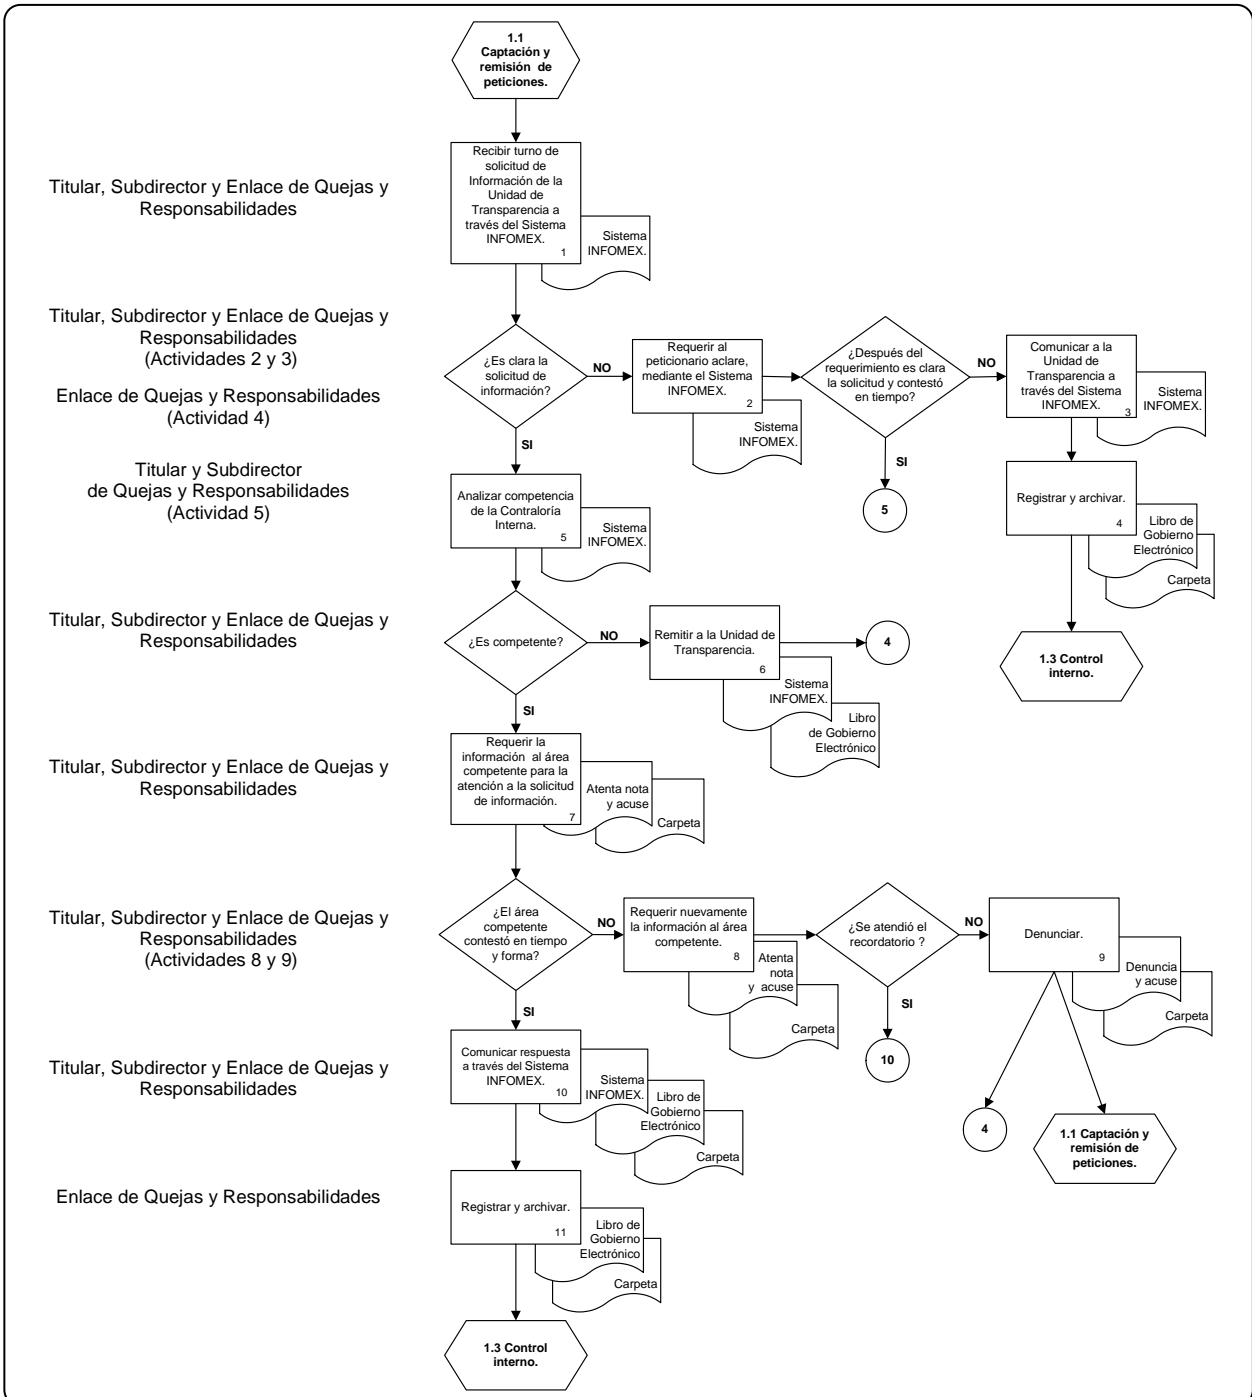 1.1
Captación y
remisión de
peticiones.
Titular, Subdirector y Enlace de Quejas y
Responsabilidades
Recibir turno de
solicitud de
Información de la
Unidad de
Transparencia a
través del Sistema
INFOMEX.
1
Sistema
INFOMEX.
Titular, Subdirector y Enlace de Quejas y
Responsabilidades
(Actividades 2 y 3)
Enlace de Quejas y Responsabilidades
(Actividad 4)
¿Es clara la
solicitud de
información?
NO
SI
Requerir al
peticionario aclare,
mediante el Sistema
INFOMEX.
2
Sistema
INFOMEX.
¿Después del
requerimiento es clara
la solicitud y contestó
en tiempo?
NO
SI
5
Comunicar a la
Unidad de
Transparencia a
través del Sistema
INFOMEX.
3
Sistema
INFOMEX.
Registrar y archivar.
4
Libro de
Gobierno
Electrónico
Carpeta
1.3 Control
interno.
Titular y Subdirector
de Quejas y Responsabilidades
(Actividad 5)
Analizar competencia
de la Contraloría
Interna.
5
Sistema
INFOMEX.
Titular, Subdirector y Enlace de Quejas y
Responsabilidades
¿Es competente?
NO
SI
Remitir a la Unidad de
Transparencia.
6
Sistema
INFOMEX.
Libro
de Gobierno
Electrónico
4
Titular, Subdirector y Enlace de Quejas y
Responsabilidades
Requerir la
información al área
competente para la
atención a la solicitud
de información.
7
Atenta nota
y acuse
Carpeta
Titular, Subdirector y Enlace de Quejas y
Responsabilidades
(Actividades 8 y 9)
¿El área
competente
contestó en tiempo
y forma?
NO
SI
Requerir nuevamente
la información al área
competente.
8
Atenta
nota
y acuse
Carpeta
¿Se atendió el
recordatorio ?
NO
SI
10
Denunciar.
9
Denuncia
y acuse
Carpeta
4
1.1 Captación y
remisión de
peticiones.
Titular, Subdirector y Enlace de Quejas y
Responsabilidades
Comunicar respuesta
a través del Sistema
INFOMEX.
10
Sistema
INFOMEX.
Libro de
Gobierno
Electrónico
Carpeta
Enlace de Quejas y Responsabilidades
Registrar y archivar.
11
Libro de
Gobierno
Electrónico
Carpeta
1.3 Control
interno.